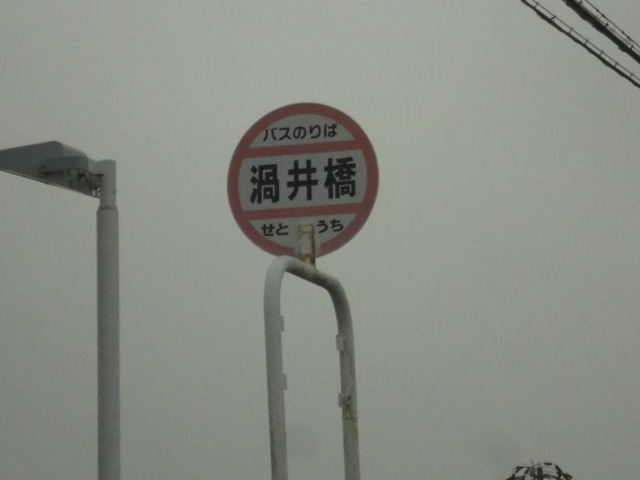 バスのりば
渦井橋
せと うち